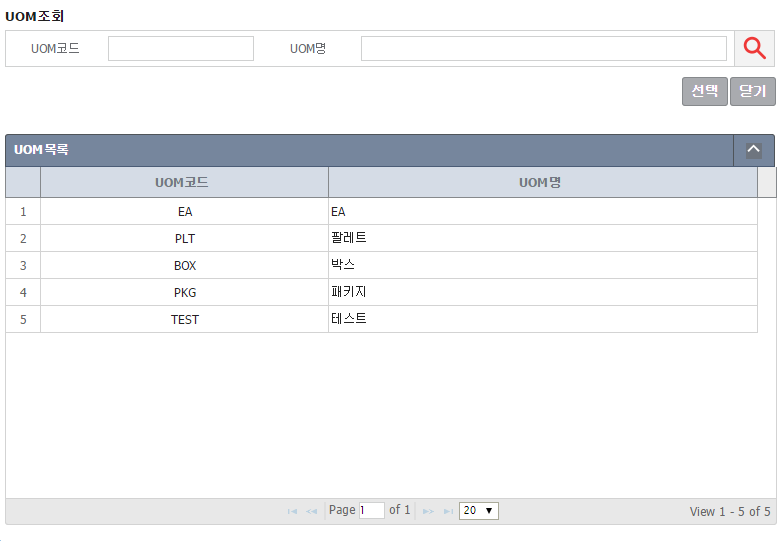 UOM조회
UOM코드 UOM명
선택 닫기
UOM목록
UOM코드 UOM명
1 EA EA
2 PLT 팔레트
3 BOX 박스
4 PKG 패키지
5 TEST 테스트
Page 1 of 1 20 View 1 - 5 of 5